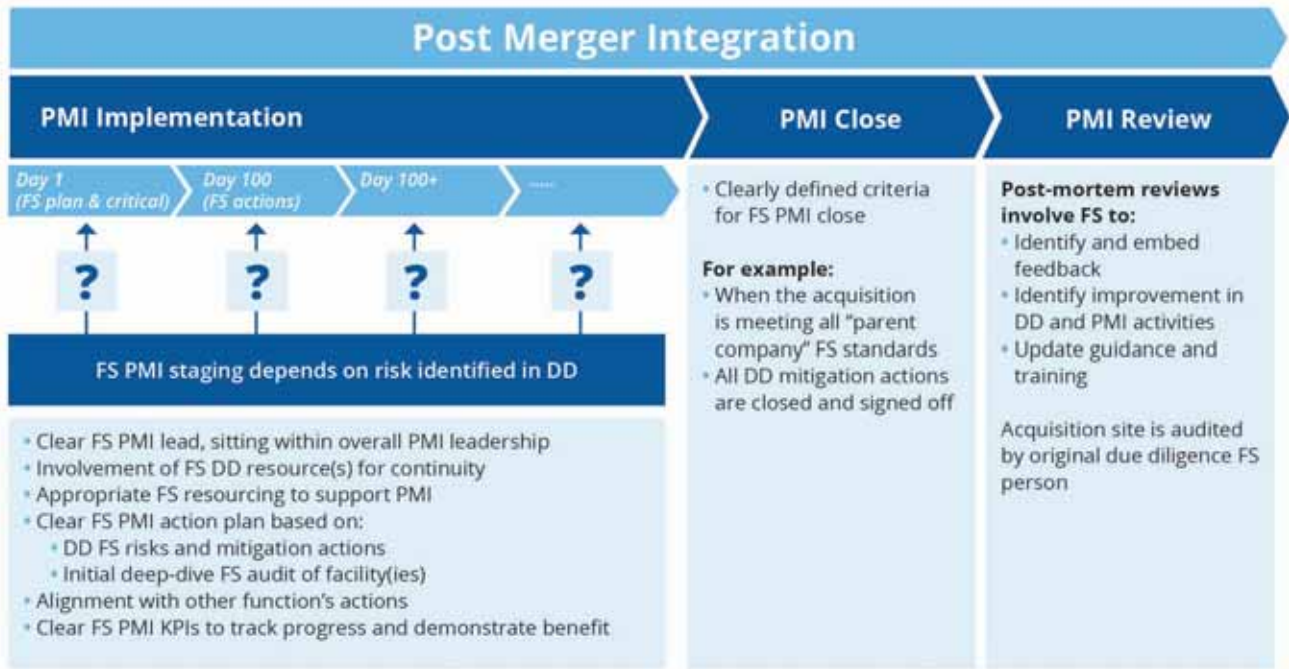 Post Merger Integration
PMI Implementation
PMI Close
PMI Review
Day 1
(FS plan & critical)
Day 100
(FS actions)
Day 100+
.....
?
?
?
?
FS PMI staging depends on risk identified in DD
• Clear FS PMI lead, sitting within overall PMI leadership
• Involvement of FS DD resource(s) for continuity
• Appropriate FS resourcing to support PMI
• Clear FS PMI action plan based on:
• DD FS risks and mitigation actions
• Initial deep-dive FS audit of facility(ies)
• Alignment with other function's actions
• Clear FS PMI KPIs to track progress and demonstrate benefit
• Clearly defined criteria
for FS PMI close
For example:
• When the acquisition
is meeting all "parent
company" FS standards
• All DD mitigation actions
are closed and signed off
Post-mortem reviews
involve FS to:
• Identify and embed
feedback
• Identify improvement in
DD and PMI activities
• Update guidance and
training
Acquisition site is audited
by original due diligence FS
person